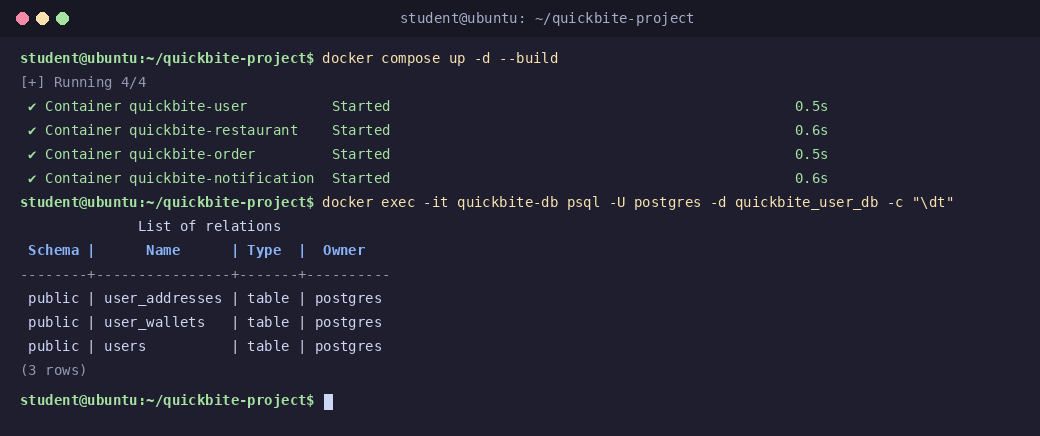 student@ubuntu: ~/quickbite-project
student@ubuntu:~/quickbite-project$ docker compose up -d --build
[+] Running 4/4
✔ Container quickbite-user          Started                                                0.5s
✔ Container quickbite-restaurant    Started                                                0.6s
✔ Container quickbite-order         Started                                                0.5s
✔ Container quickbite-notification  Started                                                0.6s
student@ubuntu:~/quickbite-project$ docker exec -it quickbite-db psql -U postgres -d quickbite_user_db -c "\dt"
              List of relations
 Schema |      Name      | Type  |  Owner
--------+----------------+-------+----------
 public | user_addresses | table | postgres
 public | user_wallets   | table | postgres
 public | users          | table | postgres
(3 rows)
student@ubuntu:~/quickbite-project$